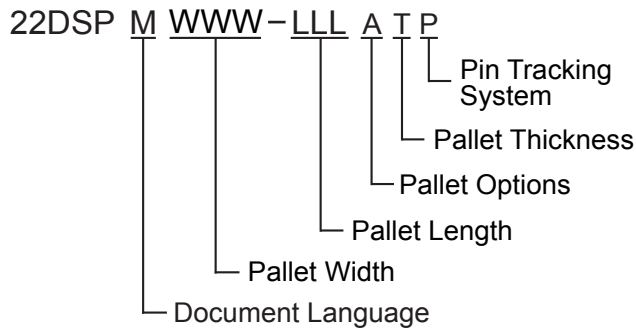 22DSP M WWW-LLL A T P
Pin Tracking
System
Pallet Thickness
Pallet Options
Pallet Length
Pallet Width
Document Language